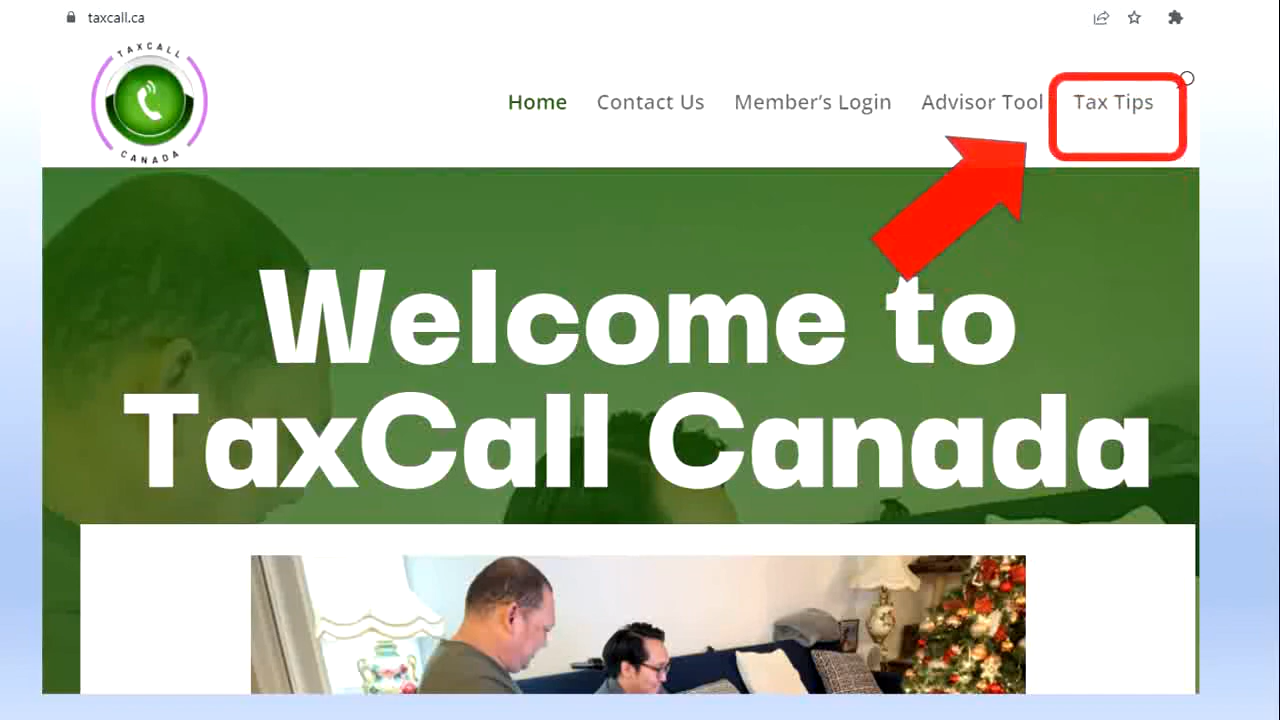 taxcall.ca
TAXCALL
CANADA
Home Contact Us Member's Login Advisor Tool Tax Tips
Welcome to
TaxCall Canada